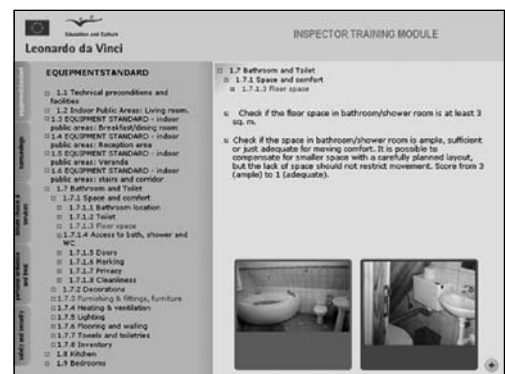 Education and Culture
Leonardo da Vinci
INSPECTOR TRAINING MODULE
EQUIPMENTSTANDARD
1.1 Technical preconditions and
facilities
1.2 Indoor Public Areas: Living room.
1.3 EQUIPMENT STANDARD - indoor
public areas: Breakfast/dining room
1.4 EQUIPMENT STANDARD - indoor
public areas: Reception area
1.5 EQUIPMENT STANDARD - indoor
public areas: Veranda
1.6 EQUIPMENT STANDARD - indoor
public areas: stairs and corridor
1.7 Bathroom and Toilet
1.7.1 Space and comfort
1.7.1.1 Bathroom location
1.7.1.2 Toilet
1.7.1.3 Floor space
1.7.1.4 Access to bath, shower and
WC
1.7.1.5 Doors
1.7.1.6 Marking
1.7.1.7 Privacy
1.7.1.8 Cleanliness
1.7.2 Decorations
1.7.3 Furnishing & fittings, furniture
1.7.4 Heating & ventilation
1.7.5 Lighting
1.7.6 Flooring and walling
1.7.7 Towels and toiletries
1.7.8 Inventory
1.8 Kitchen
1.9 Bedrooms
1.7 Bathroom and Toilet
1.7.1 Space and comfort
1.7.1.3 Floor space
Check if the floor space in bathroom/shower room is at least 3
sq. m.
Check if the space in bathroom/shower room is ample, sufficient
or just adequate for moving comfort. It is possible to
compensate for smaller space with a carefully planned layout,
but the lack of space should not restrict movement. Score from 3
(ample) to 1 (adequate).
surroundings
services
safety and security